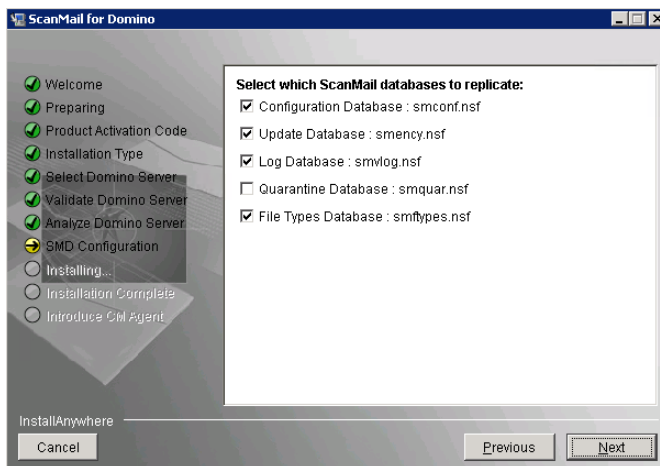 ScanMail for Domino
Welcome
Preparing
Product Activation Code
Installation Type
Select Domino Server
Validate Domino Server
Analyze Domino Server
SMD Configuration
Installing...
Installation Complete
Introduce CM Agent
Select which ScanMail databases to replicate:
Configuration Database : smconf.nsf
Update Database : smency.nsf
Log Database : smvlog.nsf
Quarantine Database : smquar.nsf
File Types Database : smftypes.nsf
InstallAnywhere
Cancel
Previous
Next